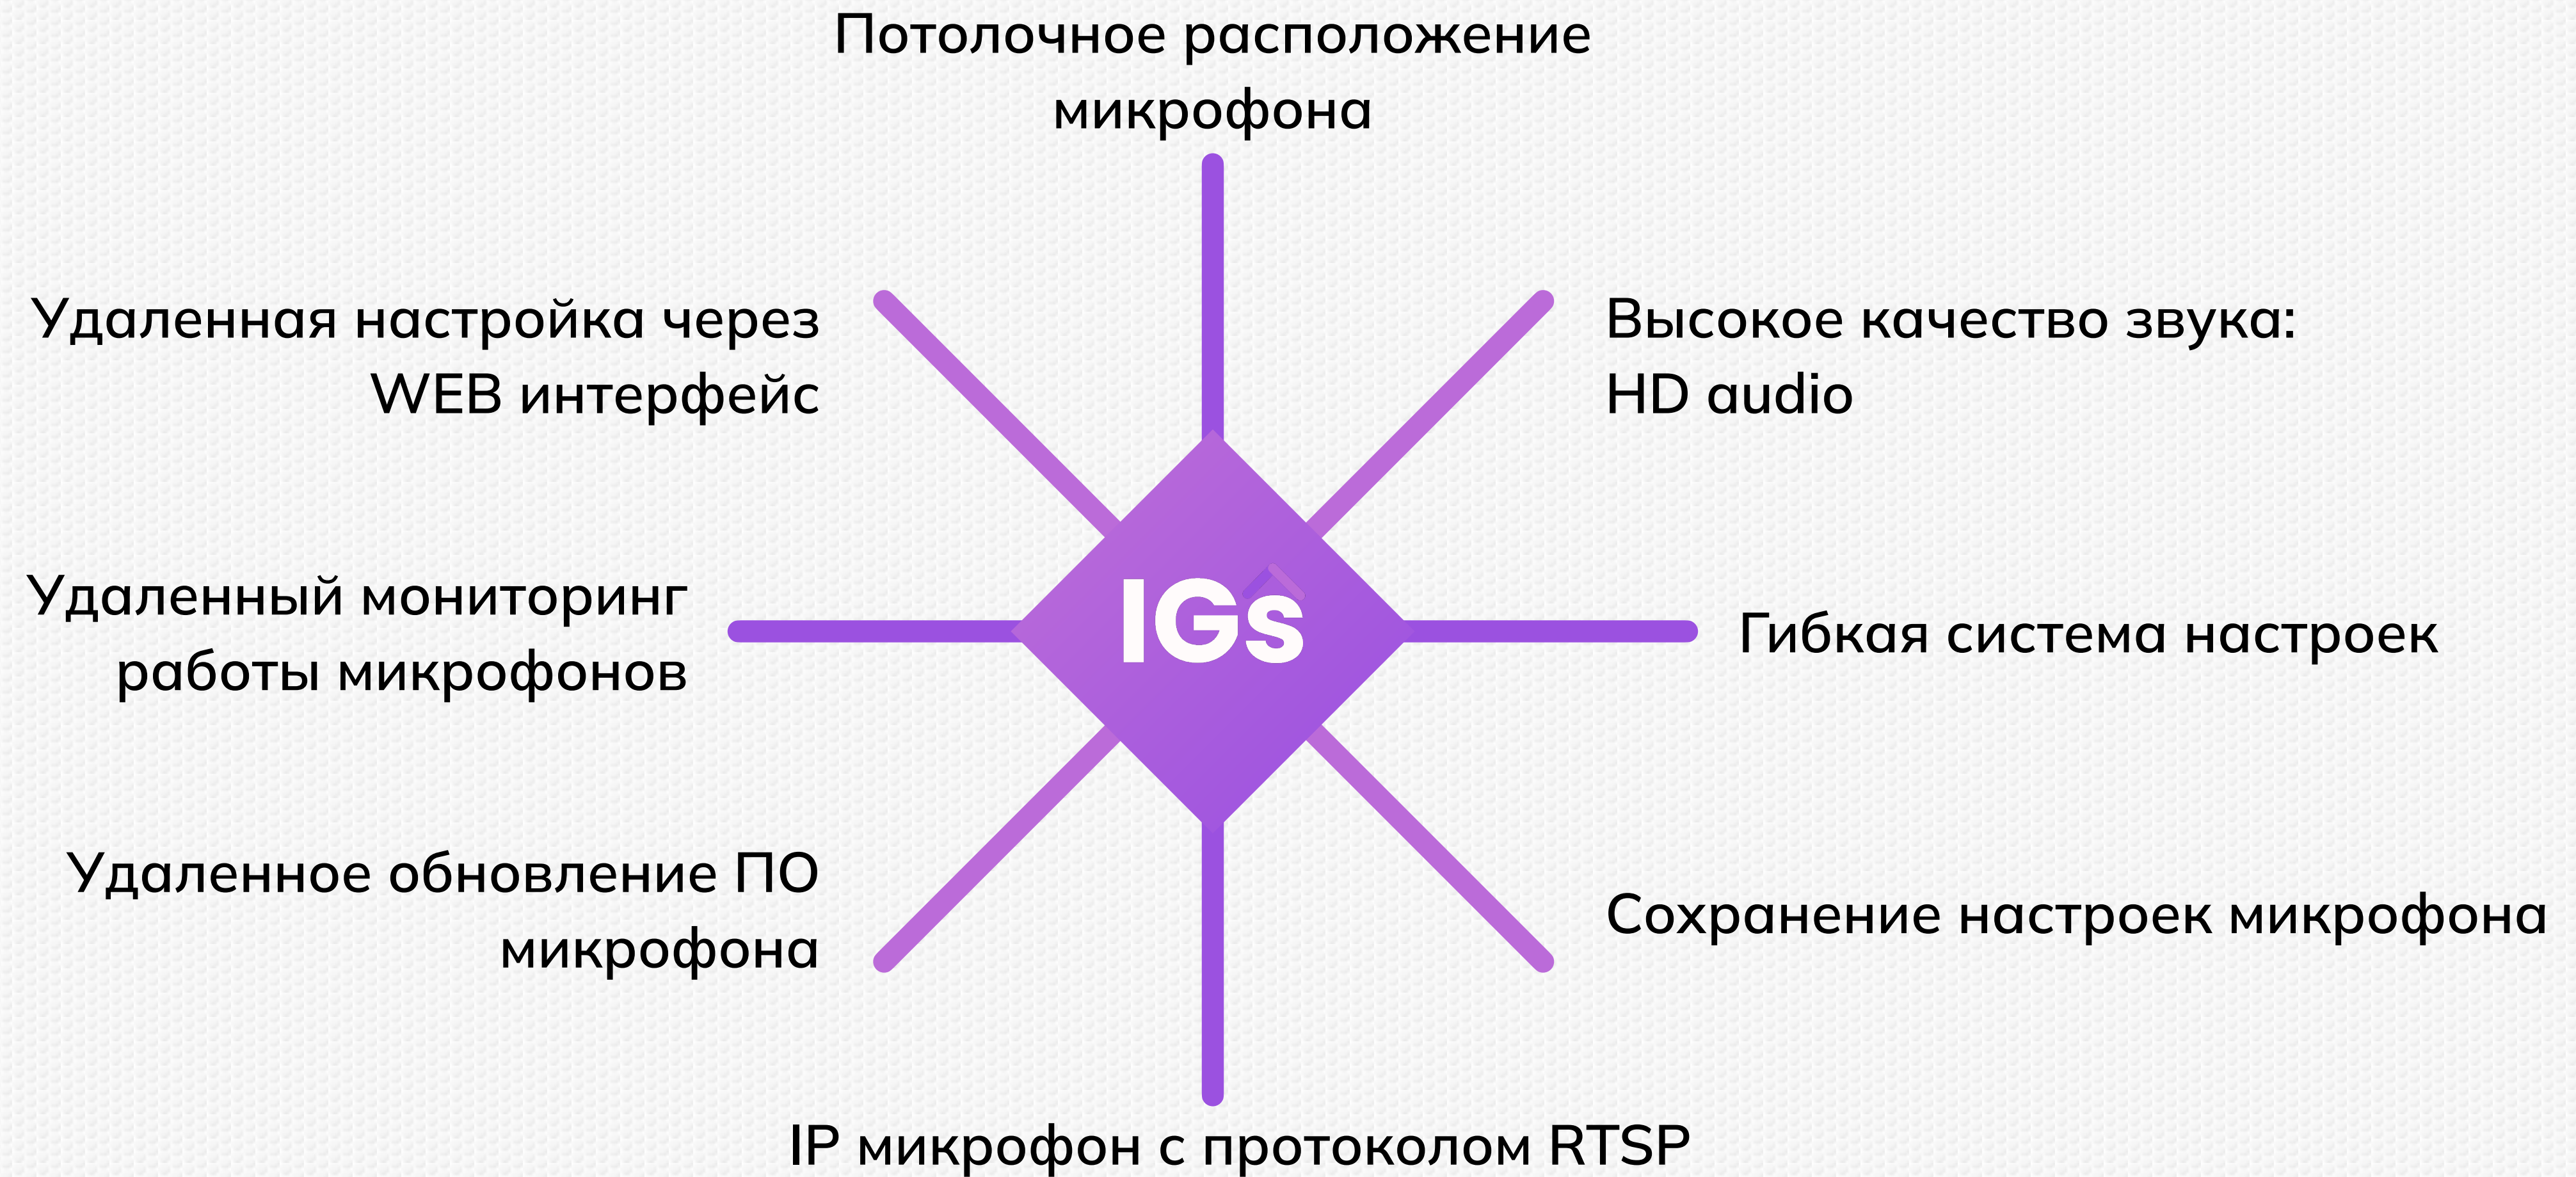 Потолочное расположение
микрофона
Удаленная настройка через
WEB интерфейс
Высокое качество звука:
HD audio
Удаленный мониторинг
работы микрофонов
IGs
Гибкая система настроек
Удаленное обновление ПО
микрофона
Сохранение настроек микрофона
IP микрофон с протоколом RTSP